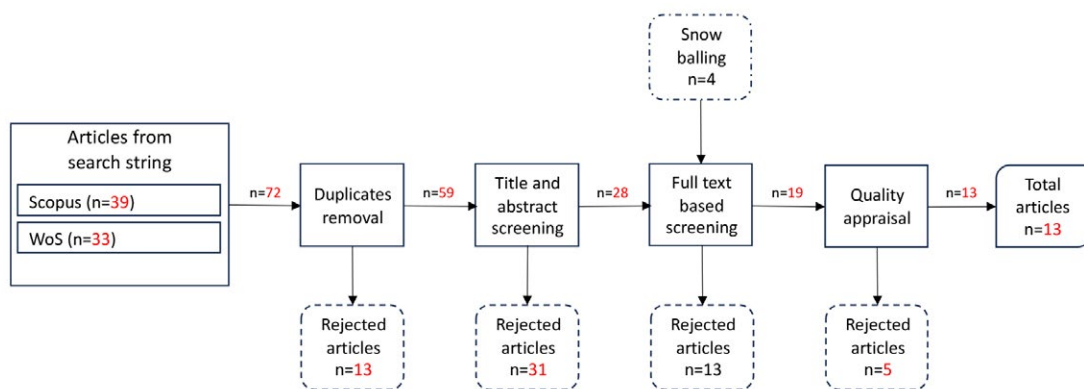 Snow
balling
n=4
Articles from
search string
Scopus (n=39)
WoS (n=33)
n=72
Duplicates
removal
n=59
Title and
abstract
screening
n=28
Full text
based
screening
n=19
Quality
appraisal
n=13
Total
articles
n=13
Rejected
articles
n=13
Rejected
articles
n=31
Rejected
articles
n=13
Rejected
articles
n=5